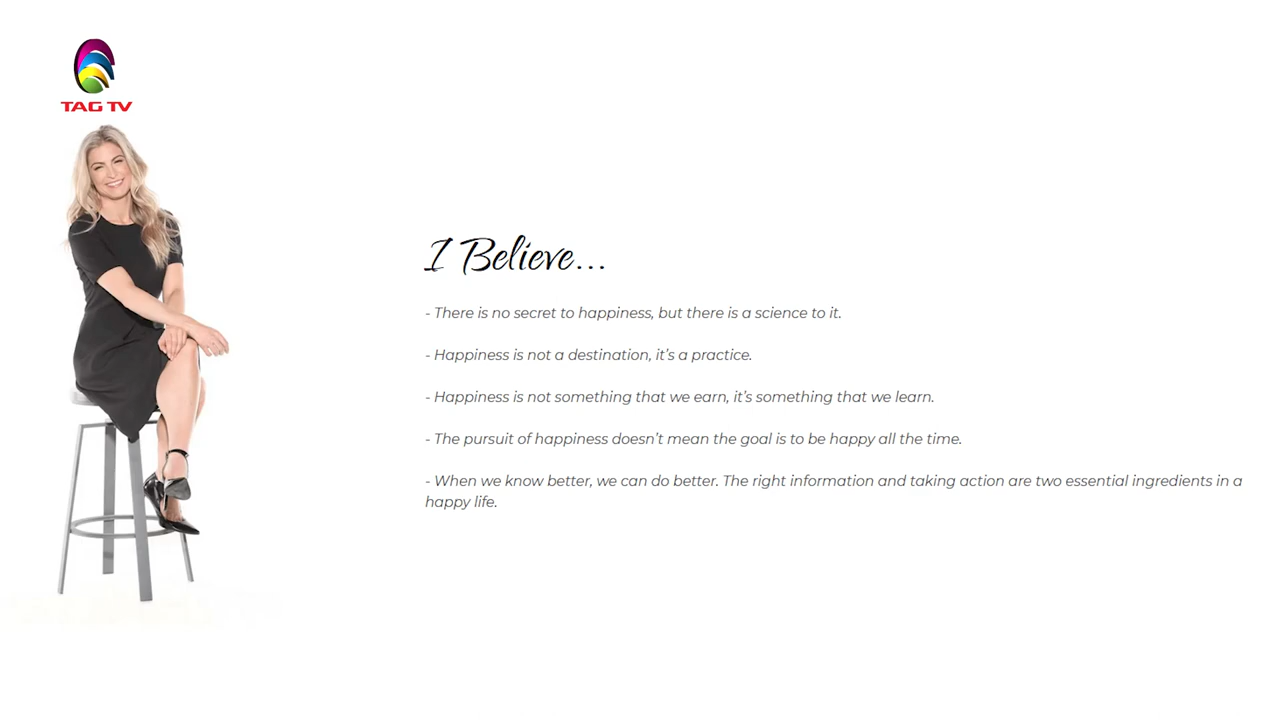 TAG TV
I Believe...
- There is no secret to happiness, but there is a science to it.
- Happiness is not a destination, it’s a practice.
- Happiness is not something that we earn, it’s something that we learn.
- The pursuit of happiness doesn’t mean the goal is to be happy all the time.
- When we know better, we can do better. The right information and taking action are two essential ingredients in a
happy life.